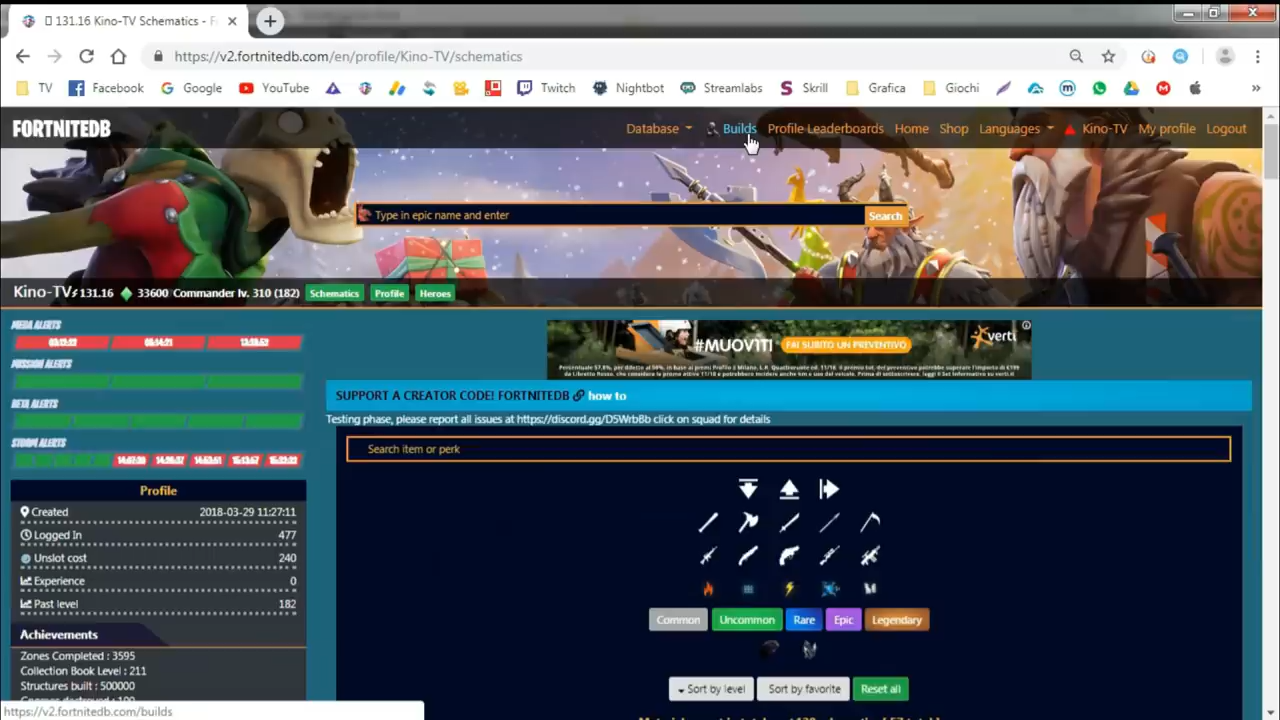 131.16 Kino-TV Schematics - F
https://v2.fortnitedb.com/en/profile/Kino-TV/schematics
TV Facebook Google YouTube Twitch Nightbot Streamlabs Skrill Grafica Giochi
FORTNITEDB Database Builds Profile Leaderboards Home Shop Languages Kino-TV My profile Logout
Type in epic name and enter Search
Kino-TV 131.16 33600 Commander lv. 310 (182) Schematics Profile Heroes
MEGA ALERTS
MISSION ALERTS
BETA ALERTS
STORM ALERTS
#MUOVITI FAI SUBITO UN PREVENTIVO verti
SUPPORT A CREATOR CODE! FORTNITEDB how to
Testing phase, please report all issues at https://discord.gg/D5WrbBb click on squad for details
Search item or perk
Profile
Created 2018-03-29 11:27:11
Logged In 477
Unslot cost 240
Experience 0
Past level 182
Achievements
Zones Completed : 3595
Collection Book Level : 211
Structures built : 500000
Common Uncommon Rare Epic Legendary
Sort by level Sort by favorite Reset all
https://v2.fortnitedb.com/builds